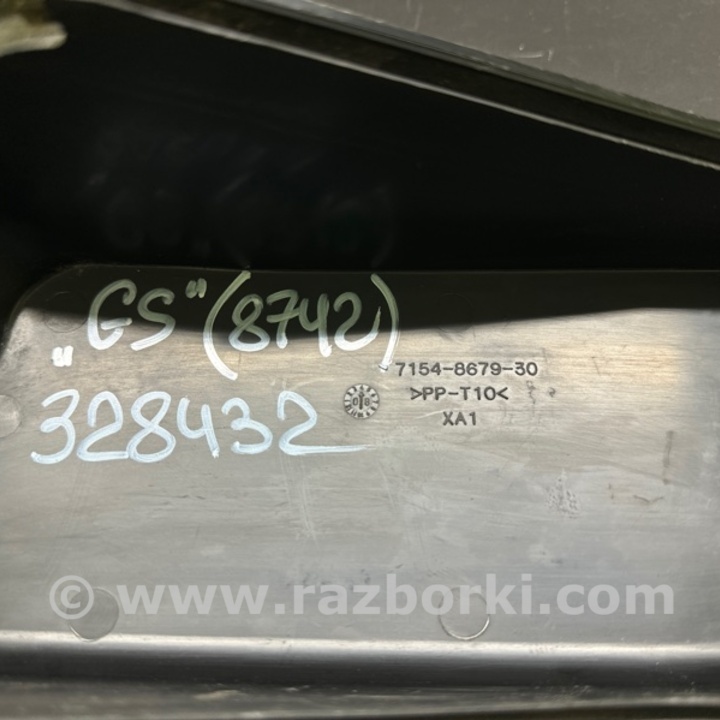 „GS" (8742)
328432
7154-8679-30
>PP-T10<
XA1
© www.razborki.com